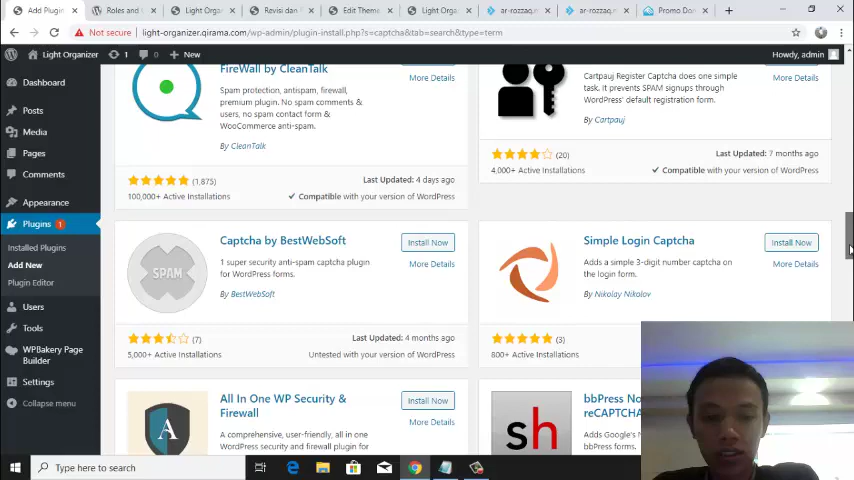 Add Plugin
Roles and
Light Organ
Revisi dan F
Edit Theme
Light Orga
ar-rozzaq.m
ar-rozzaq.m
Promo Dom
Not secure
light-organizer.qirama.com/wp-admin/plugin-install.php?s=captcha&tab=search&type=term
Light Organizer
1
0
New
Howdy, admin
Dashboard
Posts
Media
Pages
Comments
Appearance
Plugins 1
Installed Plugins
Add New
Plugin Editor
Users
Tools
WPBakery Page
Builder
Settings
Collapse menu
FireWall by CleanTalk
More Details
Spam protection, antispam, firewall,
premium plugin. No spam comments &
users, no spam contact form &
WooCommerce anti-spam.
By CleanTalk
(1,875)
Last Updated: 4 days ago
100,000+ Active Installations
Compatible with your version of WordPress
More Details
Cartpauj Register Captcha does one simple
task. It prevents SPAM signups through
WordPress' default registration form.
By Cartpauj
(20)
Last Updated: 7 months ago
4,000+ Active Installations
Compatible with your version of WordPress
SPAM
Captcha by BestWebSoft
Install Now
More Details
1 super security anti-spam captcha plugin
for WordPress forms.
By BestWebSoft
(7)
Last Updated: 4 months ago
5,000+ Active Installations
Untested with your version of WordPress
Simple Login Captcha
Install Now
More Details
Adds a simple 3-digit number captcha on
the login form.
By Nikolay Nikolov
(3)
800+ Active Installations
A
All In One WP Security &
Firewall
Install Now
More Details
A comprehensive, user-friendly, all in one
WordPress security and firewall plugin for
sh
bbPress No
reCAPTCHA
Adds Google's N
bbPress forms.
Type here to search